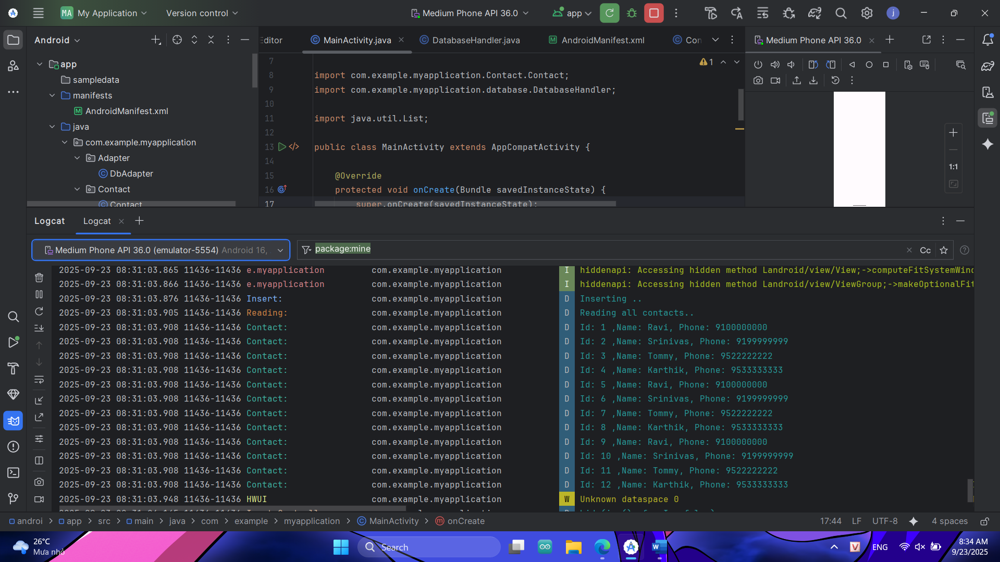 MA My Application
Version control
Medium Phone API 36.0
app
j
Android
Editor
MainActivity.java
DatabaseHandler.java
AndroidManifest.xml
Con
Medium Phone API 36.0
app
sampledata
manifests
AndroidManifest.xml
java
com.example.myapplication
Adapter
DbAdapter
Contact
Contact
1
7
8 import com.example.myapplication.Contact.Contact;
9 import com.example.myapplication.database.DatabaseHandler;
10
11 import java.util.List;
12
13 public class MainActivity extends AppCompatActivity {
14
15 @Override
16 protected void onCreate(Bundle savedInstanceState) {
17 super.onCreate(savedInstanceState);
1:1
Logcat
Logcat
Medium Phone API 36.0 (emulator-5554) Android 16,
package:mine
Cc
2025-09-23 08:31:03.865 11436-11436 e.myapplication com.example.myapplication I hiddenapi: Accessing hidden method Landroid/view/View;->computeFitSystemWind
2025-09-23 08:31:03.866 11436-11436 e.myapplication com.example.myapplication I hiddenapi: Accessing hidden method Landroid/view/ViewGroup;->makeOptionalFit
2025-09-23 08:31:03.876 11436-11436 Insert: com.example.myapplication D Inserting ..
2025-09-23 08:31:03.905 11436-11436 Reading: com.example.myapplication D Reading all contacts..
2025-09-23 08:31:03.908 11436-11436 Contact: com.example.myapplication D Id: 1 ,Name: Ravi, Phone: 9100000000
2025-09-23 08:31:03.908 11436-11436 Contact: com.example.myapplication D Id: 2 ,Name: Srinivas, Phone: 9199999999
2025-09-23 08:31:03.908 11436-11436 Contact: com.example.myapplication D Id: 3 ,Name: Tommy, Phone: 9522222222
2025-09-23 08:31:03.908 11436-11436 Contact: com.example.myapplication D Id: 4 ,Name: Karthik, Phone: 9533333333
2025-09-23 08:31:03.908 11436-11436 Contact: com.example.myapplication D Id: 5 ,Name: Ravi, Phone: 9100000000
2025-09-23 08:31:03.908 11436-11436 Contact: com.example.myapplication D Id: 6 ,Name: Srinivas, Phone: 9199999999
2025-09-23 08:31:03.908 11436-11436 Contact: com.example.myapplication D Id: 7 ,Name: Tommy, Phone: 9522222222
2025-09-23 08:31:03.908 11436-11436 Contact: com.example.myapplication D Id: 8 ,Name: Karthik, Phone: 9533333333
2025-09-23 08:31:03.908 11436-11436 Contact: com.example.myapplication D Id: 9 ,Name: Ravi, Phone: 9100000000
2025-09-23 08:31:03.908 11436-11436 Contact: com.example.myapplication D Id: 10 ,Name: Srinivas, Phone: 9199999999
2025-09-23 08:31:03.908 11436-11436 Contact: com.example.myapplication D Id: 11 ,Name: Tommy, Phone: 9522222222
2025-09-23 08:31:03.908 11436-11436 Contact: com.example.myapplication D Id: 12 ,Name: Karthik, Phone: 9533333333
2025-09-23 08:31:03.948 11436-11436 HWUI com.example.myapplication W Unknown dataspace 0
androi > app > src > main > java > com > example > myapplication > MainActivity > onCreate
17:44 LF UTF-8 4 spaces
26°C
Mưa nhỏ
Search
ENG
8:34 AM
9/23/2025